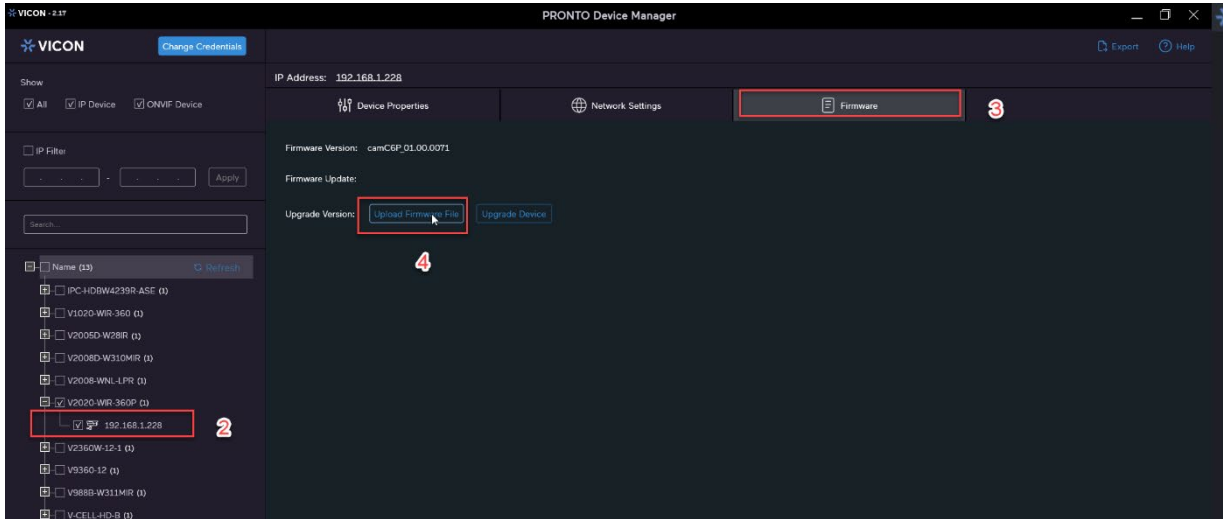 VICON - 2.17
PRONTO Device Manager
VICON
Change Credentials
Export
Help
Show
All
IP Device
ONVIF Device
IP Address: 192.168.1.228
Device Properties
Network Settings
Firmware
3
IP Filter
. . . - . . .
Apply
Firmware Version: camC6P_01.00.0071
Firmware Update:
Upgrade Version:
Upload Firmware File
Upgrade Device
4
Search...
Name (13)
Refresh
IPC-HDBW4239R-ASE (1)
V1020-WIR-360 (1)
V2005D-W28IR (1)
V2008D-W310MIR (1)
V2008-WNL-LPR (1)
V2020-WIR-360P (1)
192.168.1.228
2
V2360W-12-1 (1)
V9360-12 (1)
V988B-W311MIR (1)
V-CELL-HD-B (1)